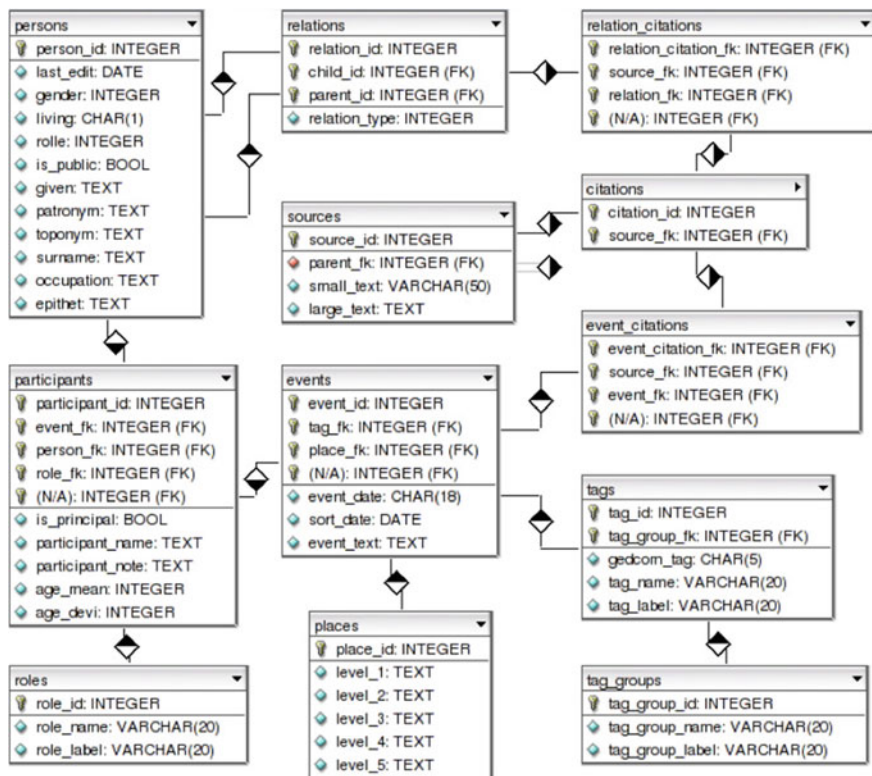 persons
person_id: INTEGER
last_edit: DATE
gender: INTEGER
living: CHAR(1)
rolle: INTEGER
is_public: BOOL
given: TEXT
patronym: TEXT
toponym: TEXT
surname: TEXT
occupation: TEXT
epithet: TEXT
relations
relation_id: INTEGER
child_id: INTEGER (FK)
parent_id: INTEGER (FK)
relation_type: INTEGER
relation_citations
relation_citation_fk: INTEGER (FK)
source_fk: INTEGER (FK)
relation_fk: INTEGER (FK)
(N/A): INTEGER (FK)
citations
citation_id: INTEGER
source_fk: INTEGER (FK)
sources
source_id: INTEGER
parent_fk: INTEGER (FK)
small_text: VARCHAR(50)
large_text: TEXT
event_citations
event_citation_fk: INTEGER (FK)
source_fk: INTEGER (FK)
event_fk: INTEGER (FK)
(N/A): INTEGER (FK)
participants
participant_id: INTEGER
event_fk: INTEGER (FK)
person_fk: INTEGER (FK)
role_fk: INTEGER (FK)
(N/A): INTEGER (FK)
is_principal: BOOL
participant_name: TEXT
participant_note: TEXT
age_mean: INTEGER
age_devi: INTEGER
events
event_id: INTEGER
tag_fk: INTEGER (FK)
place_fk: INTEGER (FK)
(N/A): INTEGER (FK)
event_date: CHAR(18)
sort_date: DATE
event_text: TEXT
tags
tag_id: INTEGER
tag_group_fk: INTEGER (FK)
gedcom_tag: CHAR(5)
tag_name: VARCHAR(20)
tag_label: VARCHAR(20)
roles
role_id: INTEGER
role_name: VARCHAR(20)
role_label: VARCHAR(20)
places
place_id: INTEGER
level_1: TEXT
level_2: TEXT
level_3: TEXT
level_4: TEXT
level_5: TEXT
tag_groups
tag_group_id: INTEGER
tag_group_name: VARCHAR(20)
tag_group_label: VARCHAR(20)